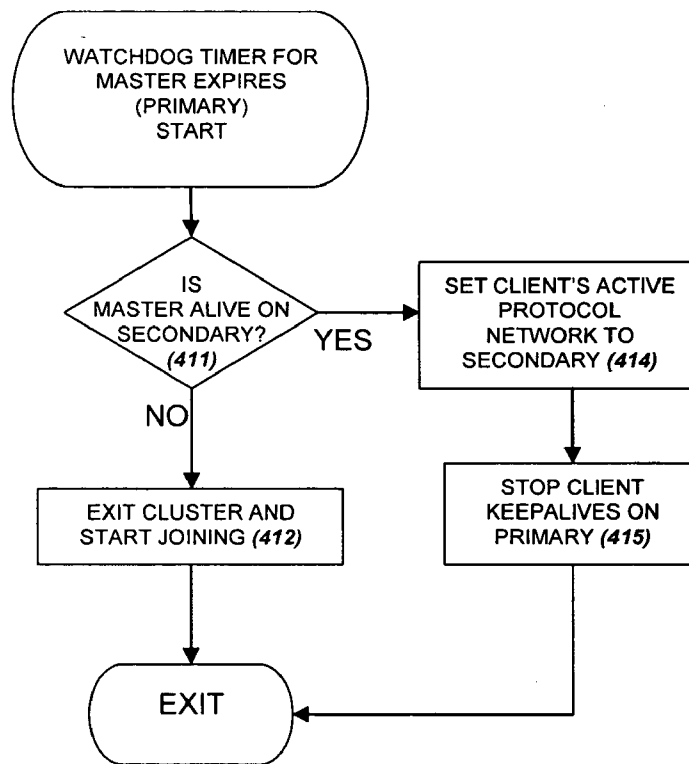 WATCHDOG TIMER FOR
MASTER EXPIRES
(PRIMARY)
START
IS
MASTER ALIVE ON
SECONDARY?
(411)
YES
NO
SET CLIENT'S ACTIVE
PROTOCOL
NETWORK TO
SECONDARY (414)
EXIT CLUSTER AND
START JOINING (412)
STOP CLIENT
KEEPALIVES ON
PRIMARY (415)
EXIT